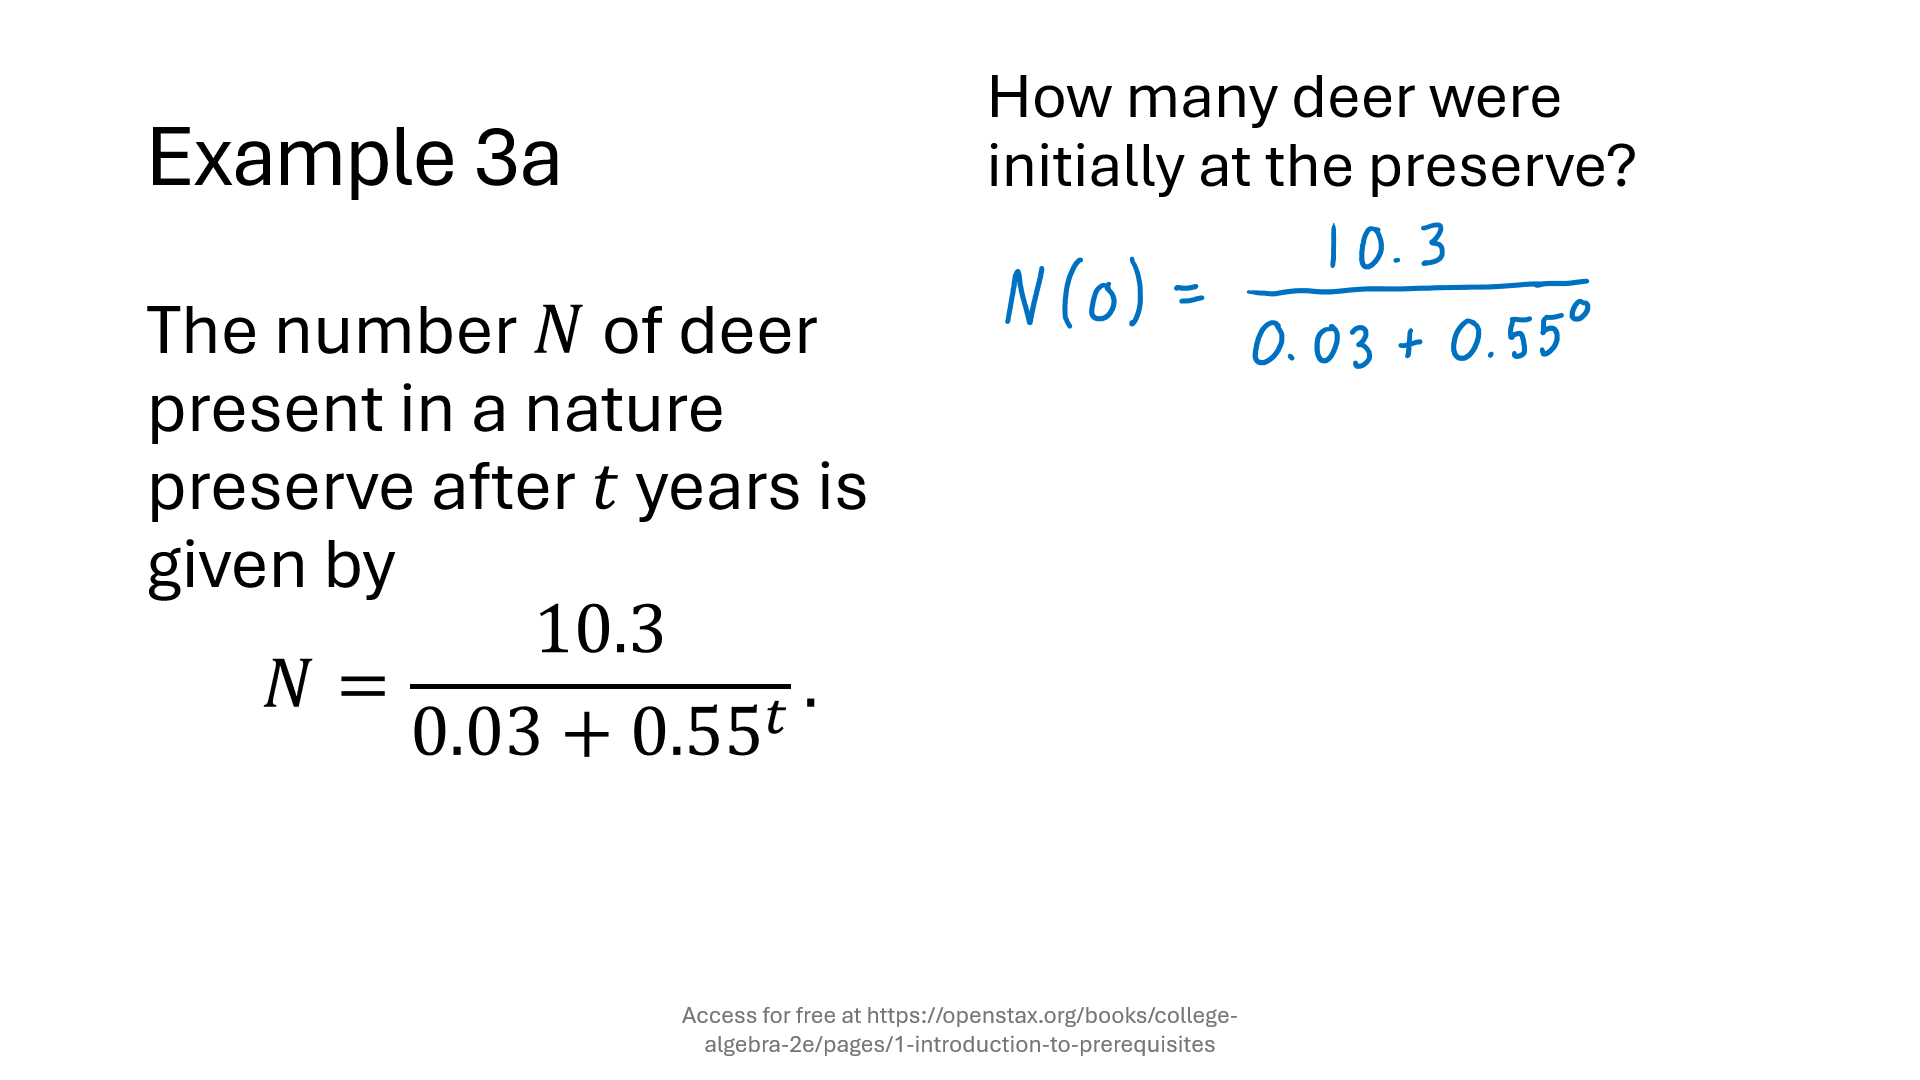 Example 3a
The number N of deer
present in a nature
preserve after t years is
given by
N = \frac{10.3}{0.03 + 0.55^t}.
How many deer were
initially at the preserve?
N(0) = \frac{10.3}{0.03 + 0.55^0}
Access for free at https://openstax.org/books/college-
algebra-2e/pages/1-introduction-to-prerequisites